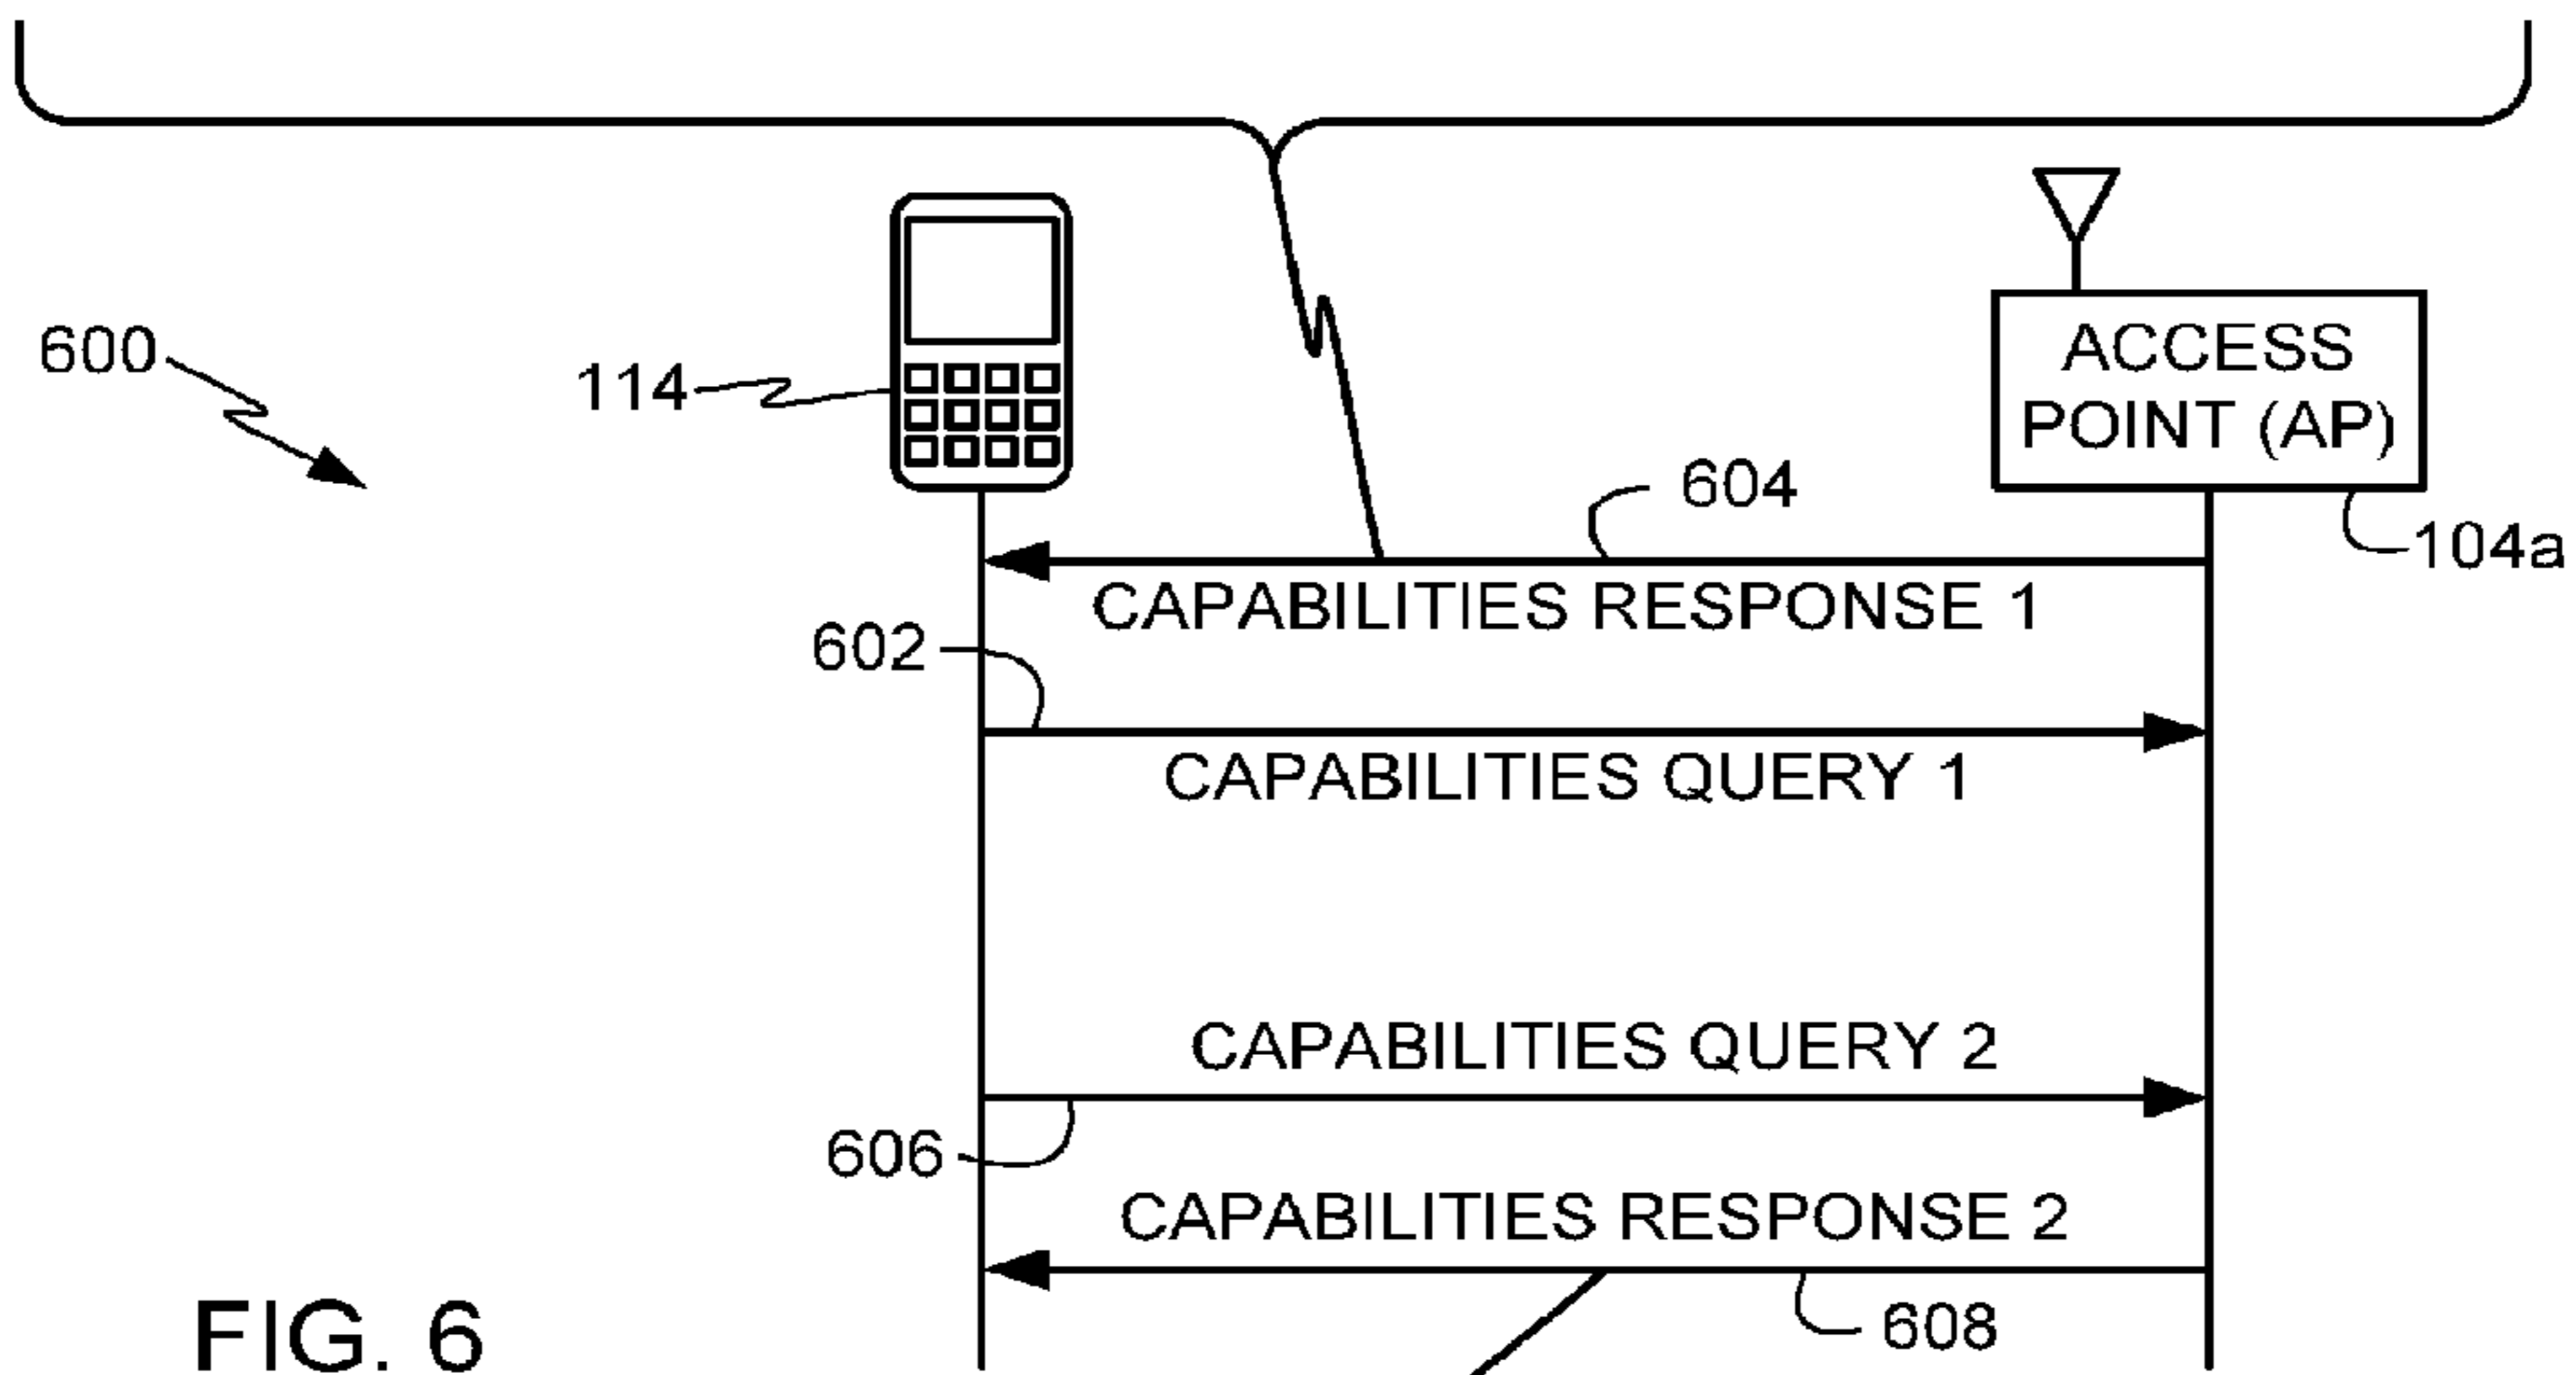 600
114
ACCESS
POINT (AP)
604
104a
CAPABILITIES RESPONSE 1
602
CAPABILITIES QUERY 1
CAPABILITIES QUERY 2
606
CAPABILITIES RESPONSE 2
608
FIG. 6